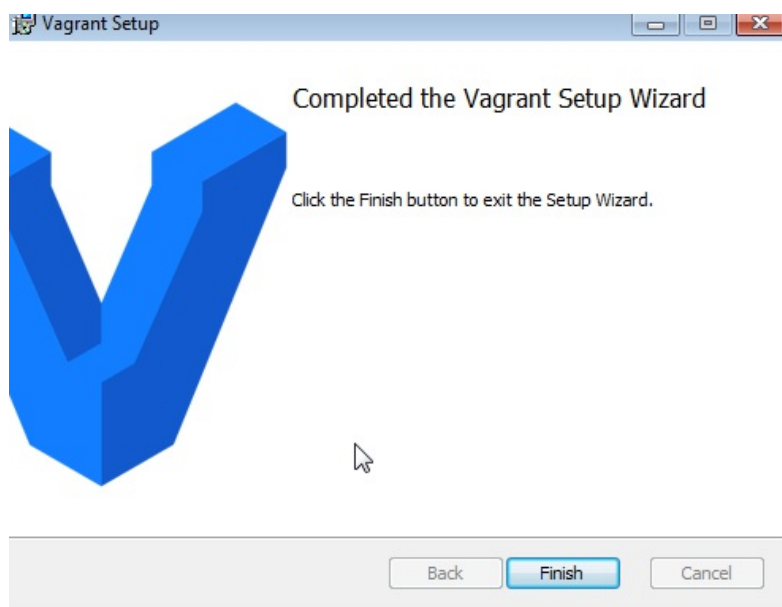 Vagrant Setup
Completed the Vagrant Setup Wizard
Click the Finish button to exit the Setup Wizard.
Back Finish Cancel